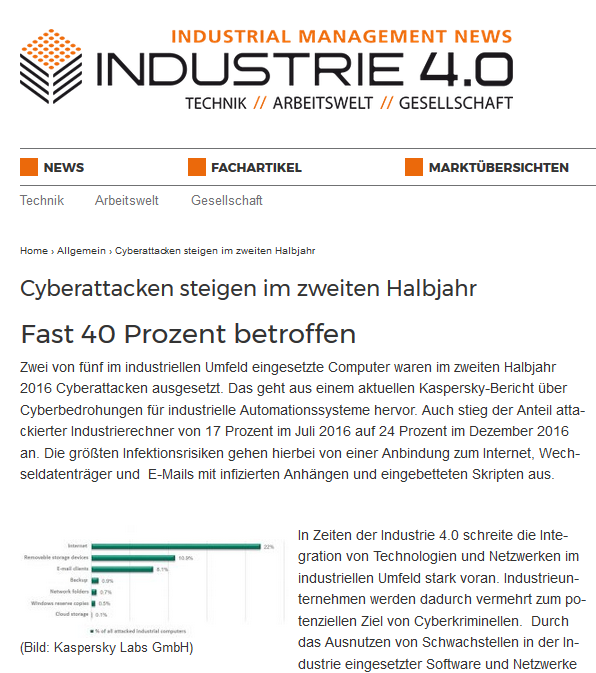 INDUSTRIAL MANAGEMENT NEWS
INDUSTRIE 4.0
TECHNIK // ARBEITSWELT // GESELLSCHAFT
NEWS FACHARTIKEL MARKTÜBERSICHTEN
Technik Arbeitswelt Gesellschaft
Home › Allgemein › Cyberattacken steigen im zweiten Halbjahr
Cyberattacken steigen im zweiten Halbjahr
Fast 40 Prozent betroffen
Zwei von fünf im industriellen Umfeld eingesetzte Computer waren im zweiten Halbjahr
2016 Cyberattacken ausgesetzt. Das geht aus einem aktuellen Kaspersky-Bericht über
Cyberbedrohungen für industrielle Automationssysteme hervor. Auch stieg der Anteil atta-
ckierter Industrierechner von 17 Prozent im Juli 2016 auf 24 Prozent im Dezember 2016
an. Die größten Infektionsrisiken gehen hierbei von einer Anbindung zum Internet, Wech-
seldatenträger und E-Mails mit infizierten Anhängen und eingebetteten Skripten aus.
Internet 22%
Removable storage devices 10.9%
E-mail clients 8.1%
Backup 0.9%
Network folders 0.7%
Windows reserve copies 0.5%
Cloud storage 0.1%
% of all attacked industrial computers
(Bild: Kaspersky Labs GmbH)
In Zeiten der Industrie 4.0 schreite die Inte-
gration von Technologien und Netzwerken im
industriellen Umfeld stark voran. Industrieun-
ternehmen werden dadurch vermehrt zum po-
tenziellen Ziel von Cyberkriminellen. Durch
das Ausnutzen von Schwachstellen in der In-
dustrie eingesetzter Software und Netzwerke